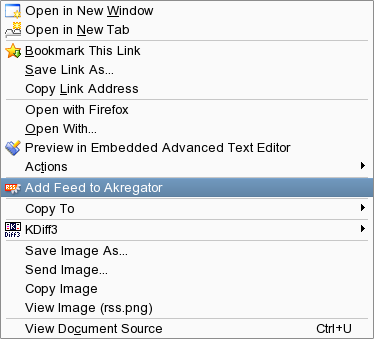 Open in New Window
Open in New Tab
Bookmark This Link
Save Link As...
Copy Link Address
Open with Firefox
Open With...
Preview in Embedded Advanced Text Editor
Actions
RSS Add Feed to Akregator
Copy To
KDiff3
Diff3
Save Image As...
Send Image...
Copy Image
View Image (rss.png)
View Document Source Ctrl+U